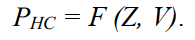 P_HC = F (Z, V).